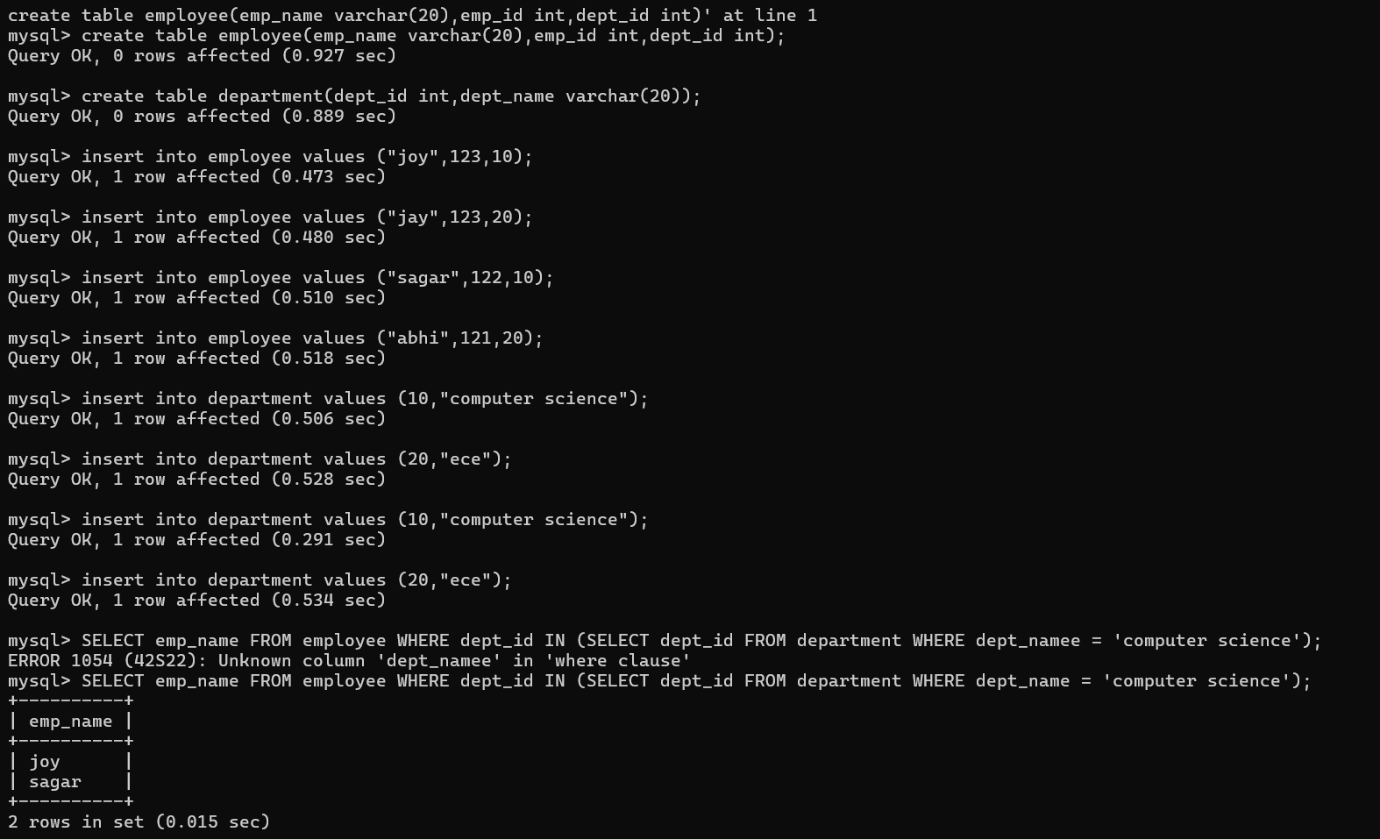 create table employee(emp_name varchar(20),emp_id int,dept_id int)' at line 1
mysql> create table employee(emp_name varchar(20),emp_id int,dept_id int);
Query OK, 0 rows affected (0.927 sec)
mysql> create table department(dept_id int,dept_name varchar(20));
Query OK, 0 rows affected (0.889 sec)
mysql> insert into employee values ("joy",123,10);
Query OK, 1 row affected (0.473 sec)
mysql> insert into employee values ("jay",123,20);
Query OK, 1 row affected (0.480 sec)
mysql> insert into employee values ("sagar",122,10);
Query OK, 1 row affected (0.510 sec)
mysql> insert into employee values ("abhi",121,20);
Query OK, 1 row affected (0.518 sec)
mysql> insert into department values (10,"computer science");
Query OK, 1 row affected (0.506 sec)
mysql> insert into department values (20,"ece");
Query OK, 1 row affected (0.528 sec)
mysql> insert into department values (10,"computer science");
Query OK, 1 row affected (0.291 sec)
mysql> insert into department values (20,"ece");
Query OK, 1 row affected (0.534 sec)
mysql> SELECT emp_name FROM employee WHERE dept_id IN (SELECT dept_id FROM department WHERE dept_namee = 'computer science');
ERROR 1054 (42S22): Unknown column 'dept_namee' in 'where clause'
mysql> SELECT emp_name FROM employee WHERE dept_id IN (SELECT dept_id FROM department WHERE dept_name = 'computer science');
+----------+
| emp_name |
+----------+
| joy      |
| sagar    |
+----------+
2 rows in set (0.015 sec)